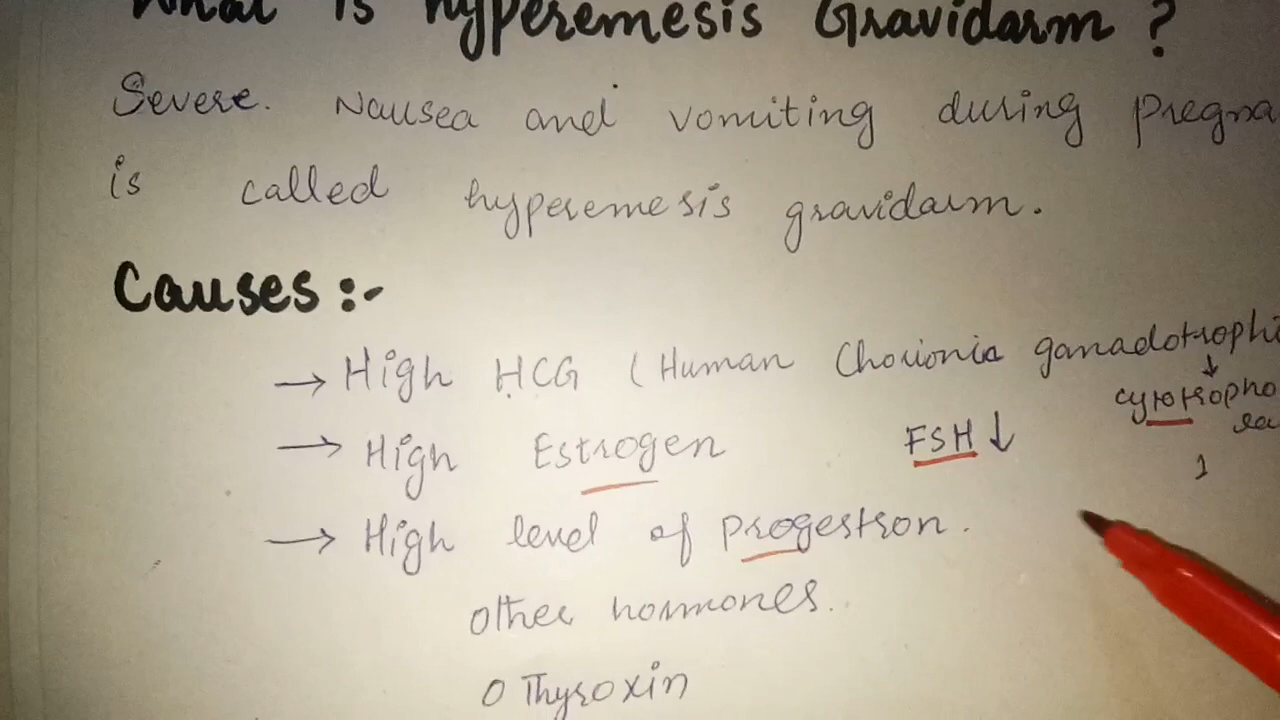 What is hyperemesis Gravidarm ?
Severe. Nausea and vomiting during pregna
is called hyperemesis gravidarm.
Causes :-
→ High HCG ( Human Chorionic ganadotrophi
↓
cytotropho
→ High Estrogen FSH ↓
→ High level of progestron.
other hormones.
o Thyroxin